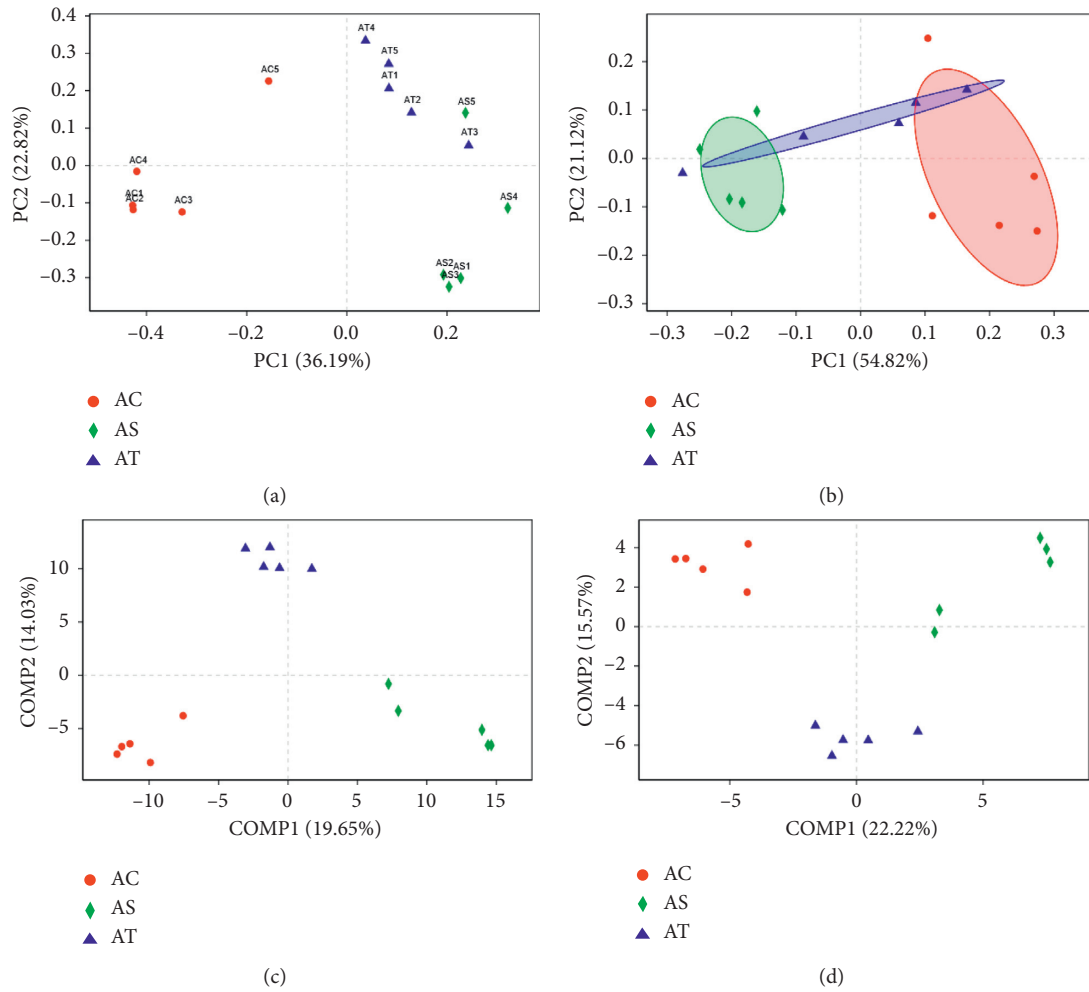 0.4
0.3
0.2
0.1
0.0
−0.1
−0.2
−0.3
PC2 (22.82%)
AT4
AT5
AC5
AT1
AT2
AS5
AT3
AC4
AC1
AC2
AC3
AS4
AS2
AS1
AS3
−0.4
−0.2
0.0
0.2
PC1 (36.19%)
AC
AS
AT
(a)
0.2
0.1
0.0
−0.1
−0.2
−0.3
PC2 (21.12%)
−0.3
−0.2
−0.1
0.0
0.1
0.2
0.3
PC1 (54.82%)
AC
AS
AT
(b)
10
5
0
−5
COMP2 (14.03%)
−10
−5
0
5
10
15
COMP1 (19.65%)
AC
AS
AT
(c)
4
2
0
−2
−4
−6
COMP2 (15.57%)
−5
0
5
COMP1 (22.22%)
AC
AS
AT
(d)